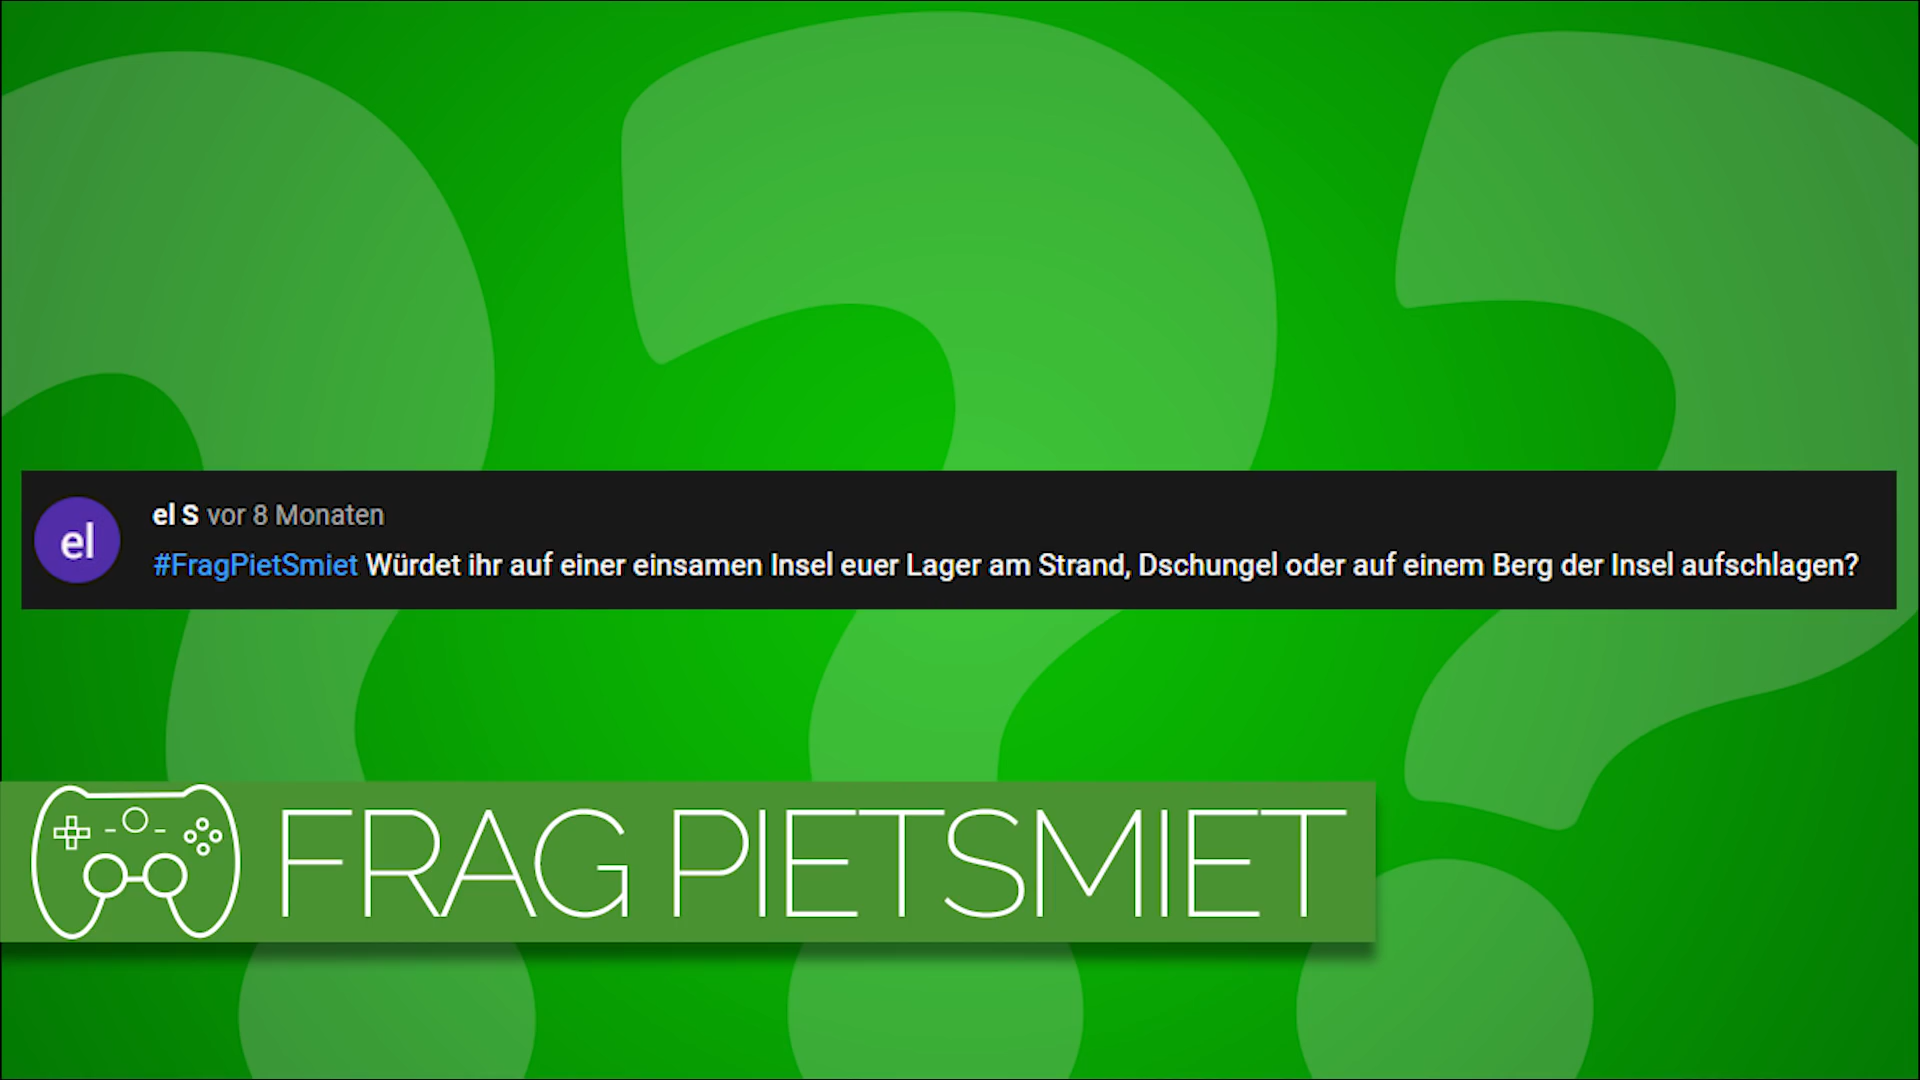 el
el S vor 8 Monaten
#FragPietSmiet Würdet ihr auf einer einsamen Insel euer Lager am Strand, Dschungel oder auf einem Berg der Insel aufschlagen?
FRAG PIETSMIET